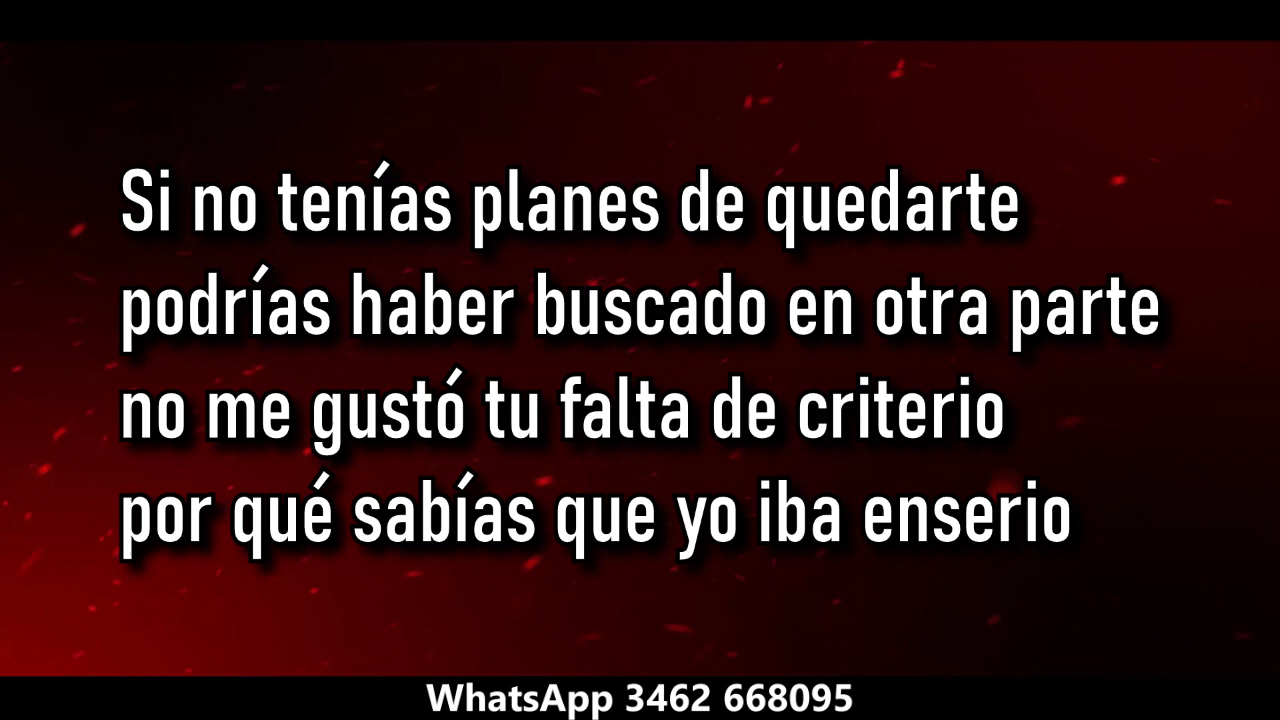 Si no tenías planes de quedarte
podrías haber buscado en otra parte
no me gustó tu falta de criterio
por qué sabías que yo iba enserio
WhatsApp 3462 668095